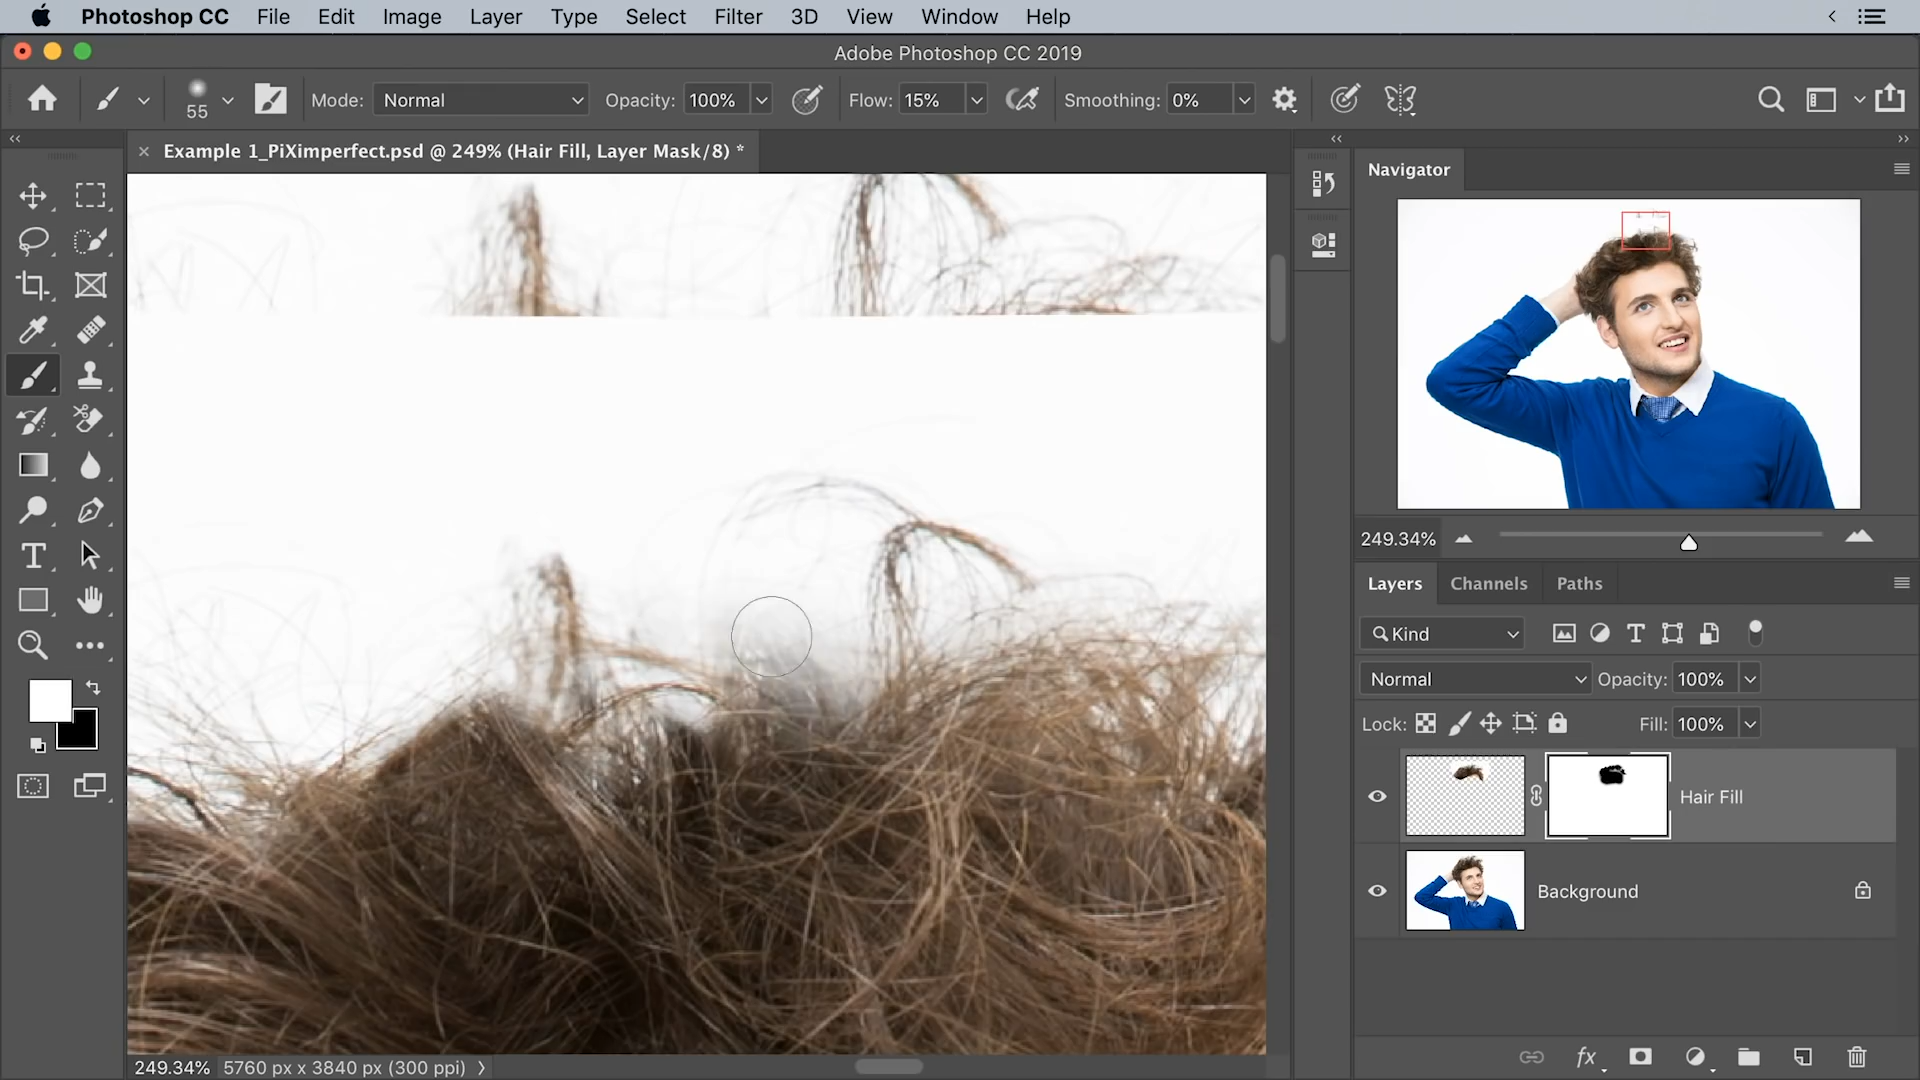 Photoshop CC File Edit Image Layer Type Select Filter 3D View Window Help
Adobe Photoshop CC 2019
55 Mode: Normal Opacity: 100% Flow: 15% Smoothing: 0%
Example 1_PiXimperfect.psd @ 249% (Hair Fill, Layer Mask/8) *
Navigator
249.34%
Layers Channels Paths
Kind
Normal Opacity: 100%
Lock: Fill: 100%
Hair Fill
Background
249.34% 5760 px x 3840 px (300 ppi)